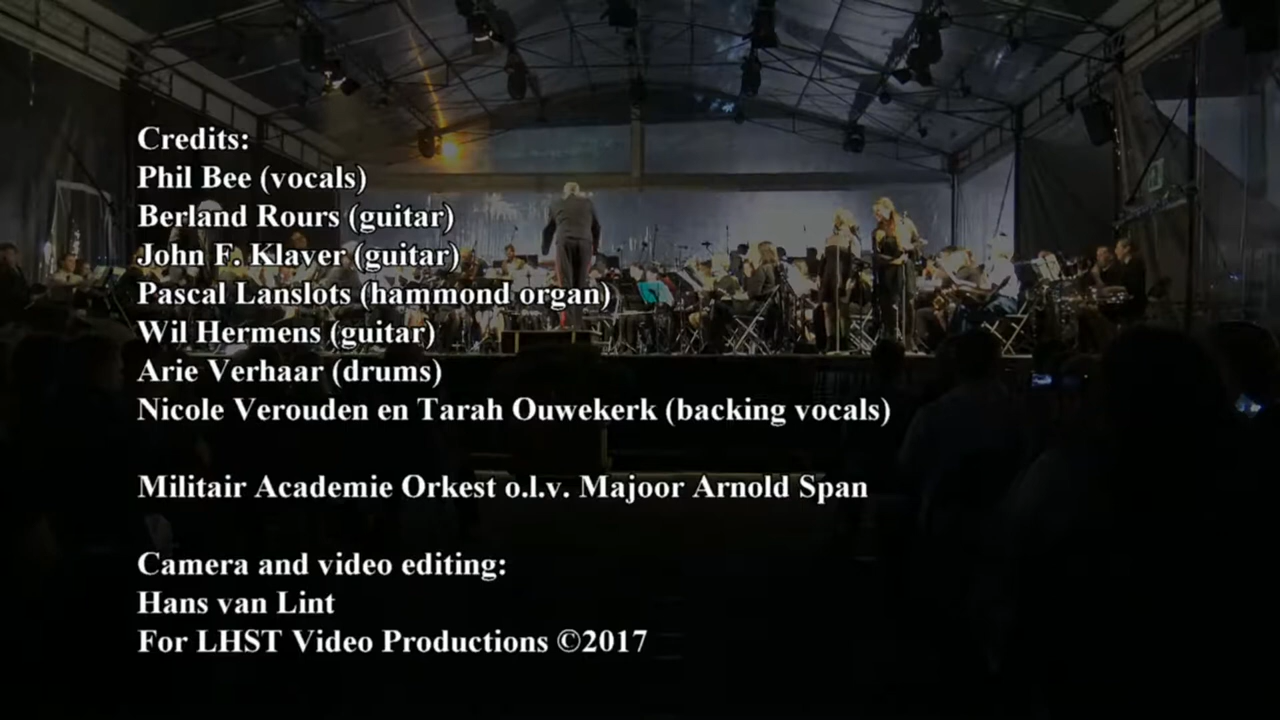 Credits:
Phil Bee (vocals)
Berland Rours (guitar)
John F. Klaver (guitar)
Pascal Lanslots (hammond organ)
Wil Hermens (guitar)
Arie Verhaar (drums)
Nicole Verouden en Tarah Ouwekerk (backing vocals)
Militair Academie Orkest o.l.v. Majoor Arnold Span
Camera and video editing:
Hans van Lint
For LHST Video Productions ©2017